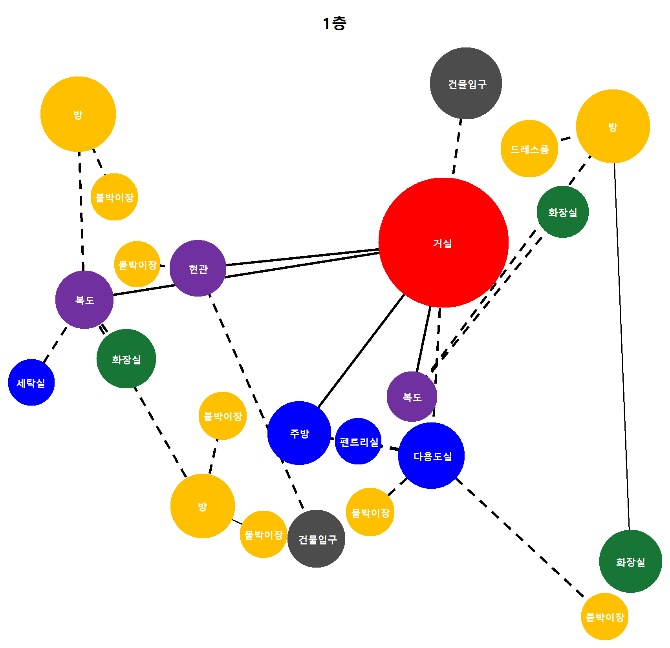 1층
건물입구
방
방
드레스룸
붙박이장
화장실
거실
붙박이장
현관
복도
화장실
세탁실
복도
붙박이장
주방
펜트리실
다용도실
방
붙박이장
붙박이장
건물입구
화장실
붙박이장